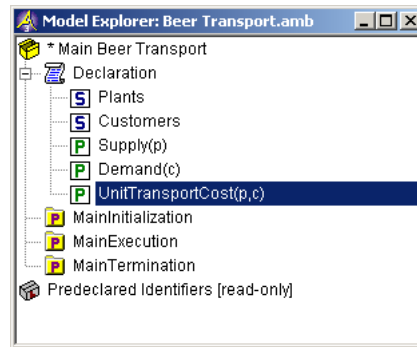 Model Explorer: Beer Transport.amb
* Main Beer Transport
Declaration
S Plants
S Customers
P Supply(p)
P Demand(c)
P UnitTransportCost(p,c)
P MainInitialization
P MainExecution
P MainTermination
Predeclared Identifiers [read-only]